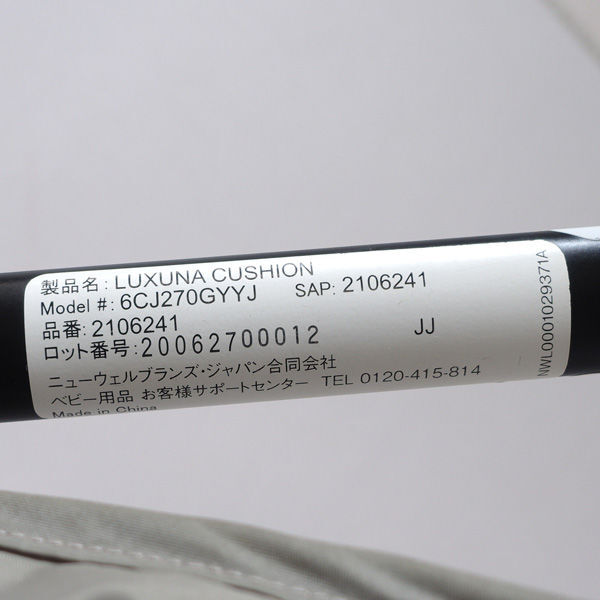 製品名: LUXUNA CUSHION
Model #: 6CJ270GYYJ SAP: 2106241
品番: 2106241
ロット番号: 20062700012 JJ
ニューウェルブランズ・ジャパン合同会社
ベビー用品 お客様サポートセンター TEL 0120-415-814
Made in China
NWL0001029371A